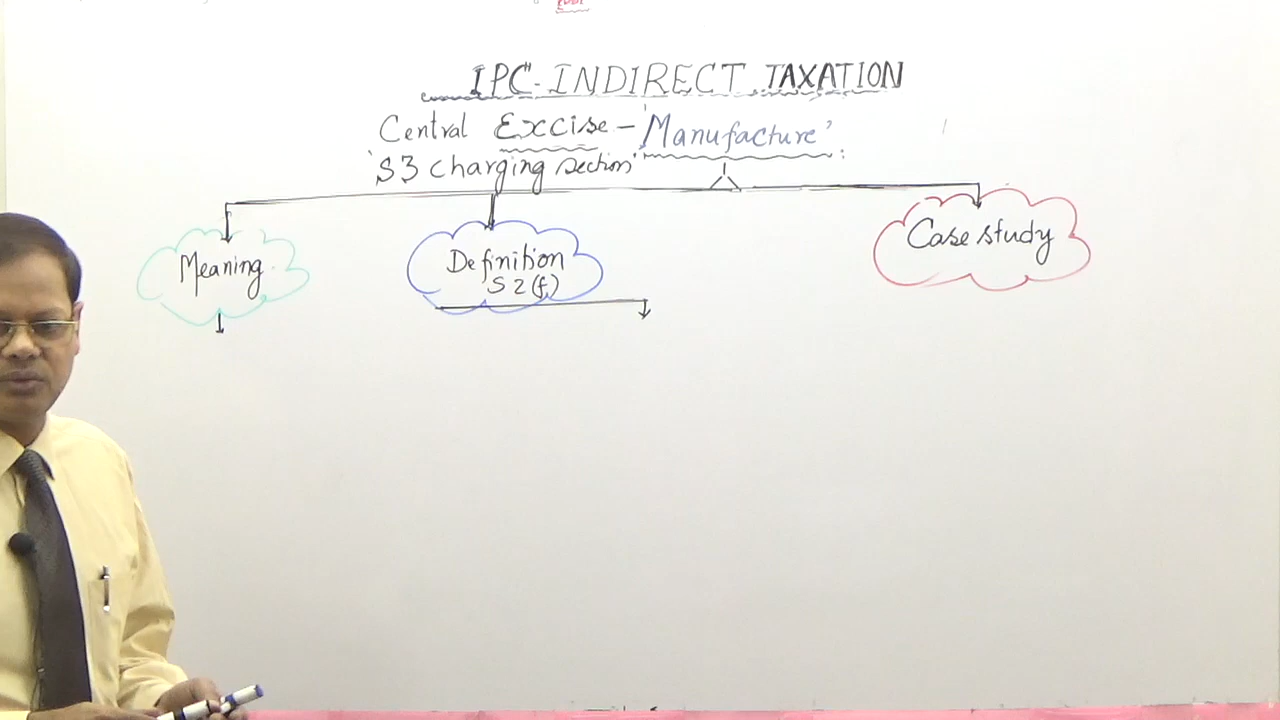 IPC - INDIRECT TAXATION
Central Excise - 'Manufacture'
'S3 charging section'
Meaning
Definition
S 2(f)
Case study